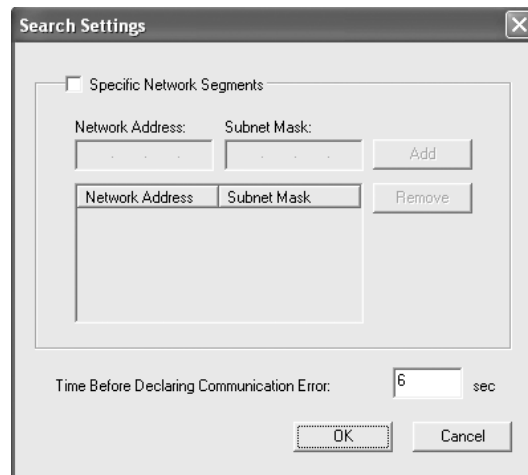 Search Settings
Specific Network Segments
Network Address: Subnet Mask:
. . . . . . Add
Network Address Subnet Mask Remove
Time Before Declaring Communication Error: 6 sec
OK Cancel